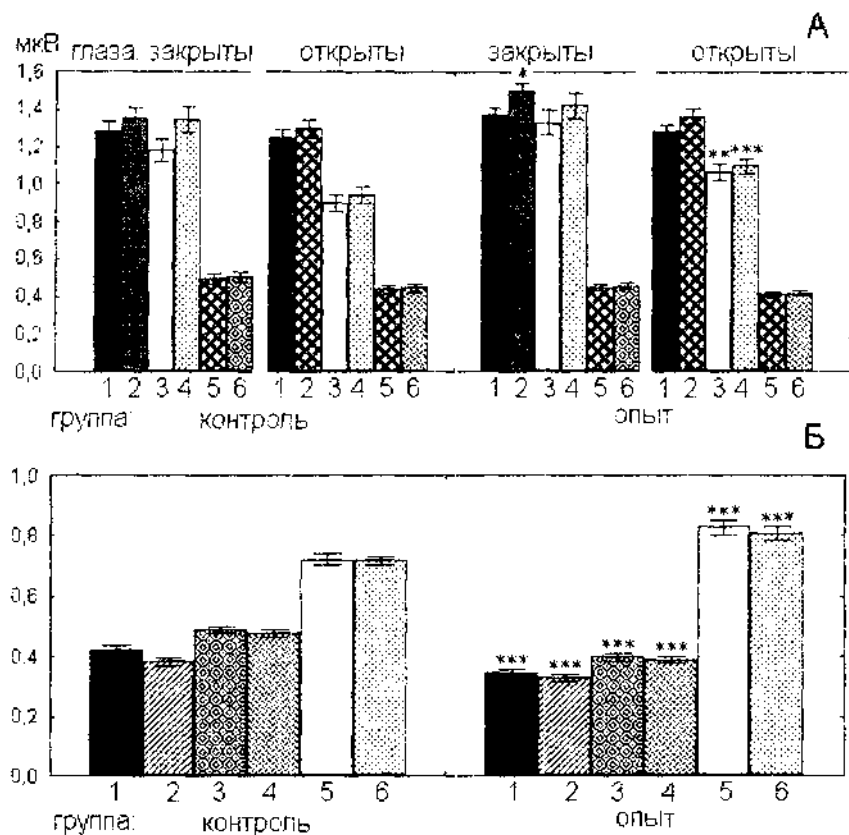 А
мкВ глаза: закрыты открыты закрыты открыты
1,6
1,4
1,2
1,0
0,8
0,6
0,4
0,2
0,0
*
** ***
1 2 3 4 5 6 1 2 3 4 5 6 1 2 3 4 5 6 1 2 3 4 5 6
группа: контроль опыт
Б
1,0
0,8
0,6
0,4
0,2
0,0
*** ***
*** *** *** ***
1 2 3 4 5 6 1 2 3 4 5 6
группа: контроль опыт